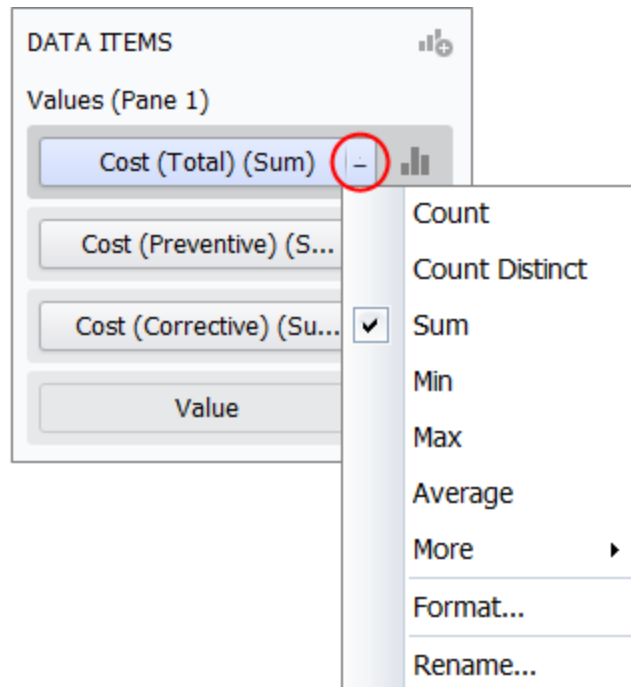 DATA ITEMS
Values (Pane 1)
Cost (Total) (Sum)
Cost (Preventive) (S...
Cost (Corrective) (Su...
Value
Count
Count Distinct
Sum
Min
Max
Average
More
Format...
Rename...